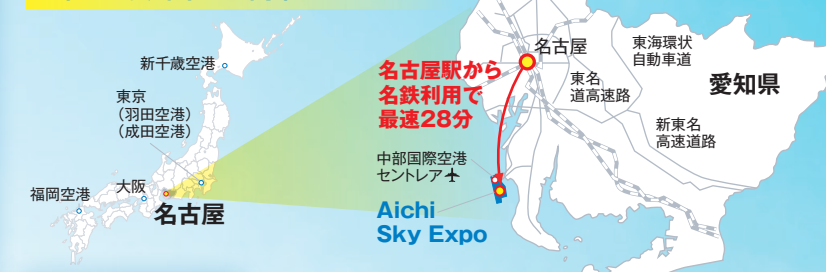 新千歳空港
東京
（羽田空港）
（成田空港）
福岡空港
大阪
名古屋
名古屋
東海環状
自動車道
東名
道高速路
愛知県
新東名
高速道路
名古屋駅から
名鉄利用で
最速28分
中部国際空港
セントレア
Aichi
Sky Expo